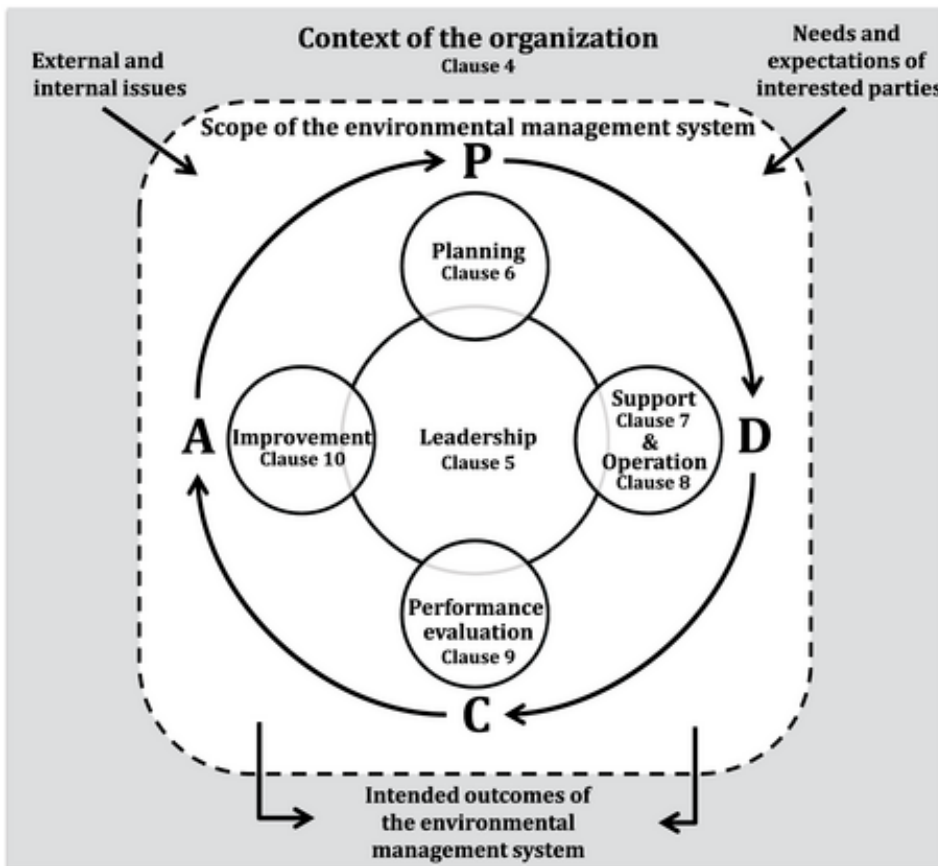 Context of the organization
Clause 4
External and
internal issues
Needs and
expectations of
interested parties
Scope of the environmental management system
P
Planning
Clause 6
A
Improvement
Clause 10
Leadership
Clause 5
Support
Clause 7
&
Operation
Clause 8
D
Performance
evaluation
Clause 9
C
Intended outcomes of
the environmental
management system